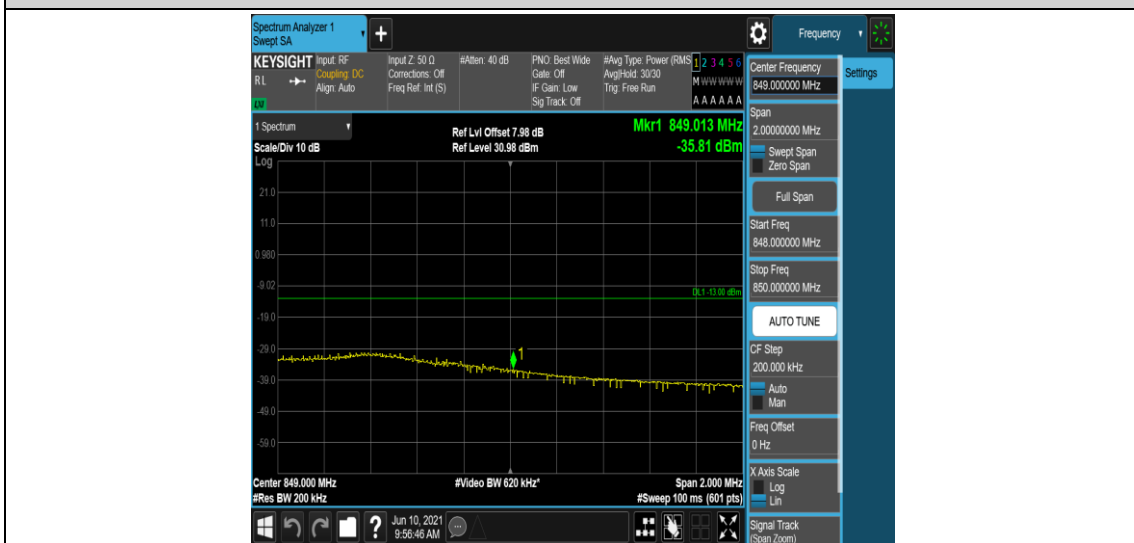 Spectrum Analyzer 1
Swept SA
+
Frequency
KEYSIGHT
RL
Input: RF
Coupling: DC
Align: Auto
Input Z: 50 Ω
Corrections: Off
Freq Ref: Int (S)
#Atten: 40 dB
PNO: Best Wide
Gate: Off
IF Gain: Low
Sig Track: Off
#Avg Type: Power (RMS
Avg|Hold: 30/30
Trig: Free Run
1 2 3 4 5 6
M W W W W W
A A A A A A
1 Spectrum
Scale/Div 10 dB
Ref Lvl Offset 7.98 dB
Ref Level 30.98 dBm
Mkr1 849.013 MHz
-35.81 dBm
Log
21.0
11.0
0.980
-9.02
-19.0
-29.0
-39.0
-49.0
-59.0
DL1 -13.00 dBm
1
Center 849.000 MHz
#Video BW 620 kHz*
Span 2.000 MHz
#Res BW 200 kHz
#Sweep 100 ms (601 pts)
?
Jun 10, 2021
9:56:46 AM
Center Frequency
849.000000 MHz
Settings
Span
2.00000000 MHz
Swept Span
Zero Span
Full Span
Start Freq
848.000000 MHz
Stop Freq
850.000000 MHz
AUTO TUNE
CF Step
200.000 kHz
Auto
Man
Freq Offset
0 Hz
X Axis Scale
Log
Lin
Signal Track
(Span Zoom)